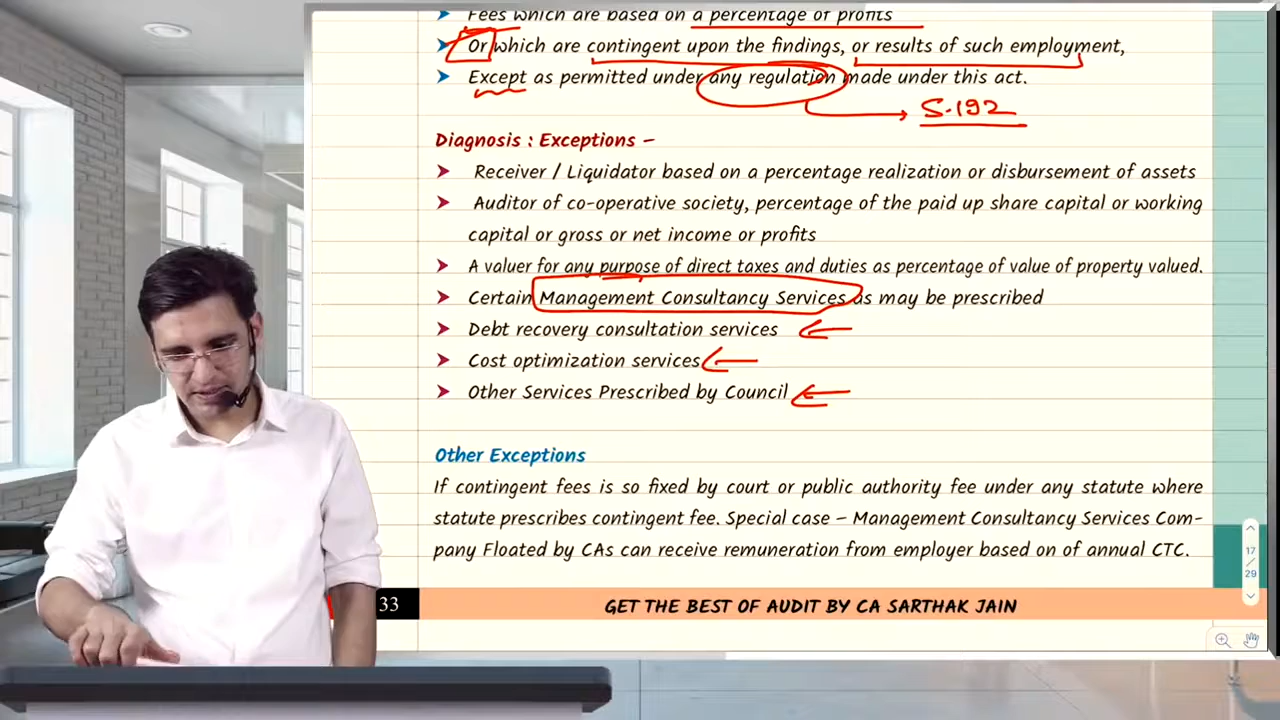 ➤ Fees which are based on a percentage of profits
➤ Or which are contingent upon the findings, or results of such employment,
➤ Except as permitted under any regulation made under this act.
S.192
Diagnosis : Exceptions –
➤ Receiver / Liquidator based on a percentage realization or disbursement of assets
➤ Auditor of co-operative society, percentage of the paid up share capital or working
capital or gross or net income or profits
➤ A valuer for any purpose of direct taxes and duties as percentage of value of property valued.
➤ Certain Management Consultancy Services as may be prescribed
➤ Debt recovery consultation services
➤ Cost optimization services
➤ Other Services Prescribed by Council
Other Exceptions
If contingent fees is so fixed by court or public authority fee under any statute where
statute prescribes contingent fee. Special case – Management Consultancy Services Com-
pany Floated by CAs can receive remuneration from employer based on of annual CTC.
17
/
29
33 GET THE BEST OF AUDIT BY CA SARTHAK JAIN